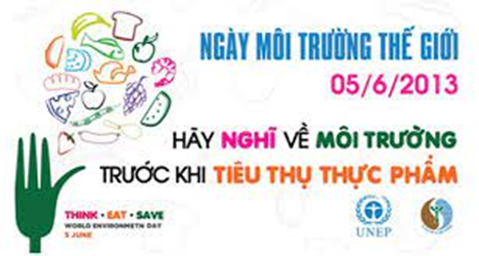 NGÀY MÔI TRƯỜNG THẾ GIỚI
05/6/2013
HÃY NGHĨ VỀ MÔI TRƯỜNG
TRƯỚC KHI TIÊU THỤ THỰC PHẨM
THINK • EAT • SAVE
WORLD ENVIRONMETN DAY
5 JUNE
UNEP